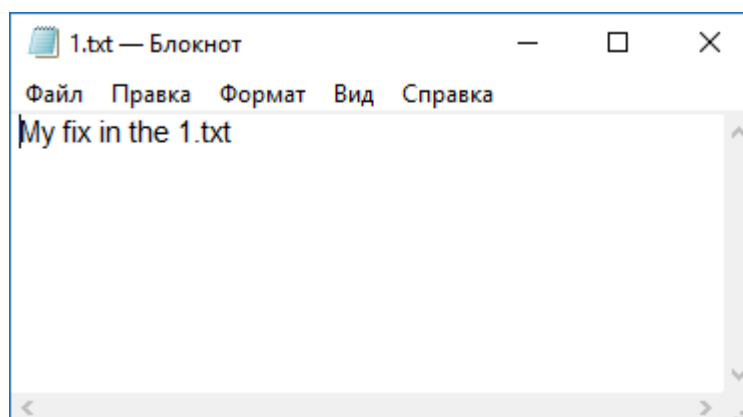 1.txt — Блокнот
Файл Правка Формат Вид Справка
My fix in the 1.txt